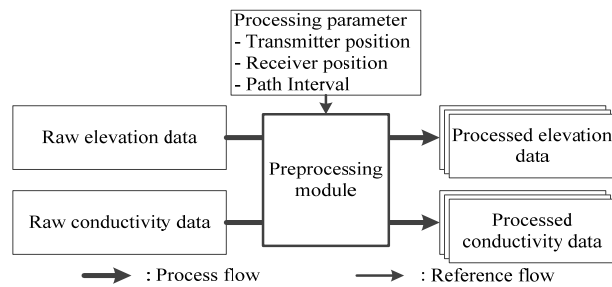 Processing parameter
- Transmitter position
- Receiver position
- Path Interval
Raw elevation data
Preprocessing
module
Processed elevation
data
Raw conductivity data
Processed
conductivity data
: Process flow
: Reference flow